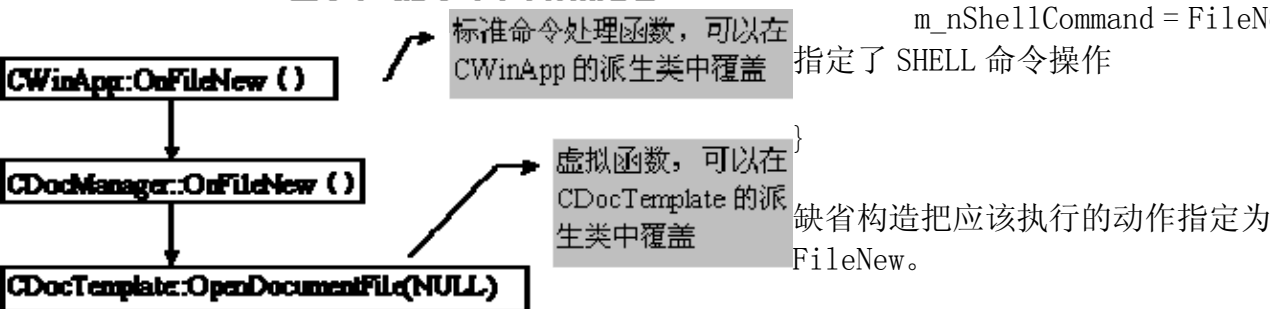 标准命令处理函数，可以在
CWinApp 的派生类中覆盖
CWinApp::OnFileNew（）
CDocManager::OnFileNew（）
虚拟函数，可以在
CDocTemplate 的派
生类中覆盖
CDocTemplate::OpenDocumentFile(NULL)
m_nShellCommand = FileN
指定了 SHELL 命令操作
}
缺省构造把应该执行的动作指定为
FileNew。